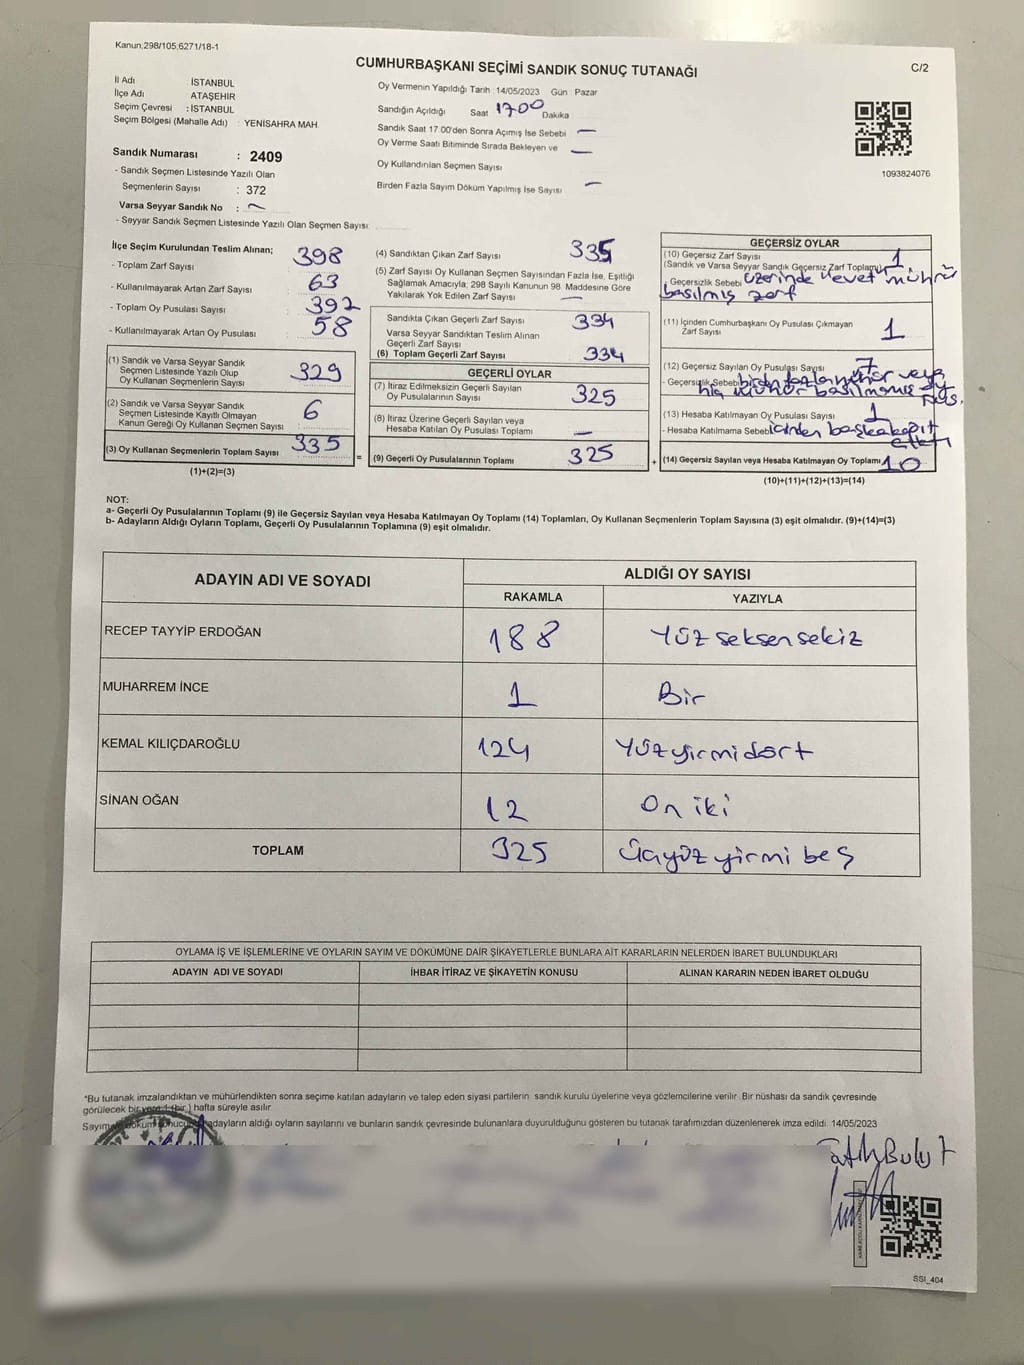 Kanun;298/105;6271/18-1
CUMHURBAŞKANI SEÇİMİ SANDIK SONUÇ TUTANAĞI
C/2
İl Adı : İSTANBUL
İlçe Adı : ATAŞEHİR
Seçim Çevresi : İSTANBUL
Seçim Bölgesi (Mahalle Adı) : YENİSAHRA MAH.
Sandık Numarası : 2409
- Sandık Seçmen Listesinde Yazılı Olan
Seçmenlerin Sayısı : 372
Varsa Seyyar Sandık No : —
- Seyyar Sandık Seçmen Listesinde Yazılı Olan Seçmen Sayısı
Oy Vermenin Yapıldığı Tarih : 14/05/2023 Gün : Pazar
Sandığın Açıldığı Saat 17 00 Dakika
Sandık Saat 17.00'den Sonra Açımış İse Sebebi —
Oy Verme Saati Bitiminde Sırada Bekleyen ve —
Oy Kullandırılan Seçmen Sayısı
Birden Fazla Sayım Döküm Yapılmış İse Sayısı —
1093824076
İlçe Seçim Kurulundan Teslim Alınan;
- Toplam Zarf Sayısı 398
- Kullanılmayarak Artan Zarf Sayısı 63
- Toplam Oy Pusulası Sayısı 392
- Kullanılmayarak Artan Oy Pusulası 58
(1) Sandık ve Varsa Seyyar Sandık
Seçmen Listesinde Yazılı Olup
Oy Kullanan Seçmenlerin Sayısı 329
(2) Sandık ve Varsa Seyyar Sandık
Seçmen Listesinde Kayıtlı Olmayan
Kanun Gereği Oy Kullanan Seçmen Sayısı 6
(3) Oy Kullanan Seçmenlerin Toplam Sayısı 335
(1)+(2)=(3)
(4) Sandıktan Çıkan Zarf Sayısı 335
(5) Zarf Sayısı Oy Kullanan Seçmen Sayısından Fazla İse, Eşitliği
Sağlamak Amacıyla, 298 Sayılı Kanunun 98. Maddesine Göre
Yakılarak Yok Edilen Zarf Sayısı —
Sandıkta Çıkan Geçerli Zarf Sayısı 334
Varsa Seyyar Sandıktan Teslim Alınan
Geçerli Zarf Sayısı
(6) Toplam Geçerli Zarf Sayısı 334
=
GEÇERLİ OYLAR
(7) İtiraz Edilmeksizin Geçerli Sayılan
Oy Pusulalarının Sayısı 325
(8) İtiraz Üzerine Geçerli Sayılan veya
Hesaba Katılan Oy Pusulası Toplamı —
(9) Geçerli Oy Pusulalarının Toplamı 325
+
GEÇERSİZ OYLAR
(10) Geçersiz Zarf Sayısı 1
(Sandık ve Varsa Seyyar Sandık Geçersiz Zarf Toplamı)
- Geçersizlik Sebebi üzerinde evet mührü
basılmış zarf
(11) İçinden Cumhurbaşkanı Oy Pusulası Çıkmayan
Zarf Sayısı 1
(12) Geçersiz Sayılan Oy Pusulası Sayısı 7
- Geçersizlik Sebebi birden fazla mühür veya
hiç mühür basılmamış oy
(13) Hesaba Katılmayan Oy Pusulası Sayısı 1
- Hesaba Katılmama Sebebi içinden başka kağıt
(14) Geçersiz Sayılan veya Hesaba Katılmayan Oy Toplamı 10
(10)+(11)+(12)+(13)=(14)
NOT:
a- Geçerli Oy Pusulalarının Toplamı (9) ile Geçersiz Sayılan veya Hesaba Katılmayan Oy Toplamı (14) Toplamları, Oy Kullanan Seçmenlerin Toplam Sayısına (3) eşit olmalıdır. (9)+(14)=(3)
b- Adayların Aldığı Oyların Toplamı, Geçerli Oy Pusulalarının Toplamına (9) eşit olmalıdır.
ADAYIN ADI VE SOYADI
ALDIĞI OY SAYISI
RAKAMLA YAZIYLA
RECEP TAYYİP ERDOĞAN 188 Yüz seksen sekiz
MUHARREM İNCE 1 Bir
KEMAL KILIÇDAROĞLU 124 Yüzyirmidört
SİNAN OĞAN 12 On iki
TOPLAM 325 Üçyüz yirmi beş
OYLAMA İŞ VE İŞLEMLERİNE VE OYLARIN SAYIM VE DÖKÜMÜNE DAİR ŞİKAYETLERLE BUNLARA AİT KARARLARIN NELERDEN İBARET BULUNDUKLARI
ADAYIN ADI VE SOYADI İHBAR İTİRAZ VE ŞİKAYETİN KONUSU ALINAN KARARIN NEDEN İBARET OLDUĞU
*Bu tutanak imzalandıktan ve mühürlendikten sonra seçime katılan adayların ve talep eden siyasi partilerin sandık kurulu üyelerine veya gözlemcilerine verilir. Bir nüshası da sandık çevresinde
görülecek bir yere 1 (bir) hafta süreyle asılır.
Sayım ve döküm sonucu adayların aldığı oyların sayılarını ve bunların sandık çevresinde bulunanlara duyurulduğunu gösteren bu tutanak tarafımızdan düzenlenerek imza edildi. 14/05/2023
Fatih Bulut
SSI_404